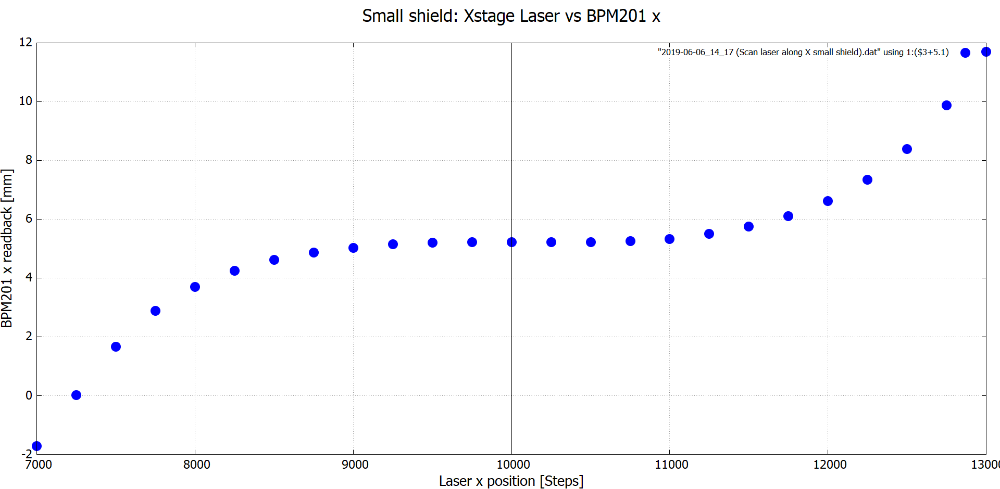 Small shield: Xstage Laser vs BPM201 x
"2019-06-06_14_17 (Scan laser along X small shield).dat" using 1:($3+5.1)
BPM201 x readback [mm]
12
10
8
6
4
2
0
-2
7000 8000 9000 10000 11000 12000 13000
Laser x position [Steps]